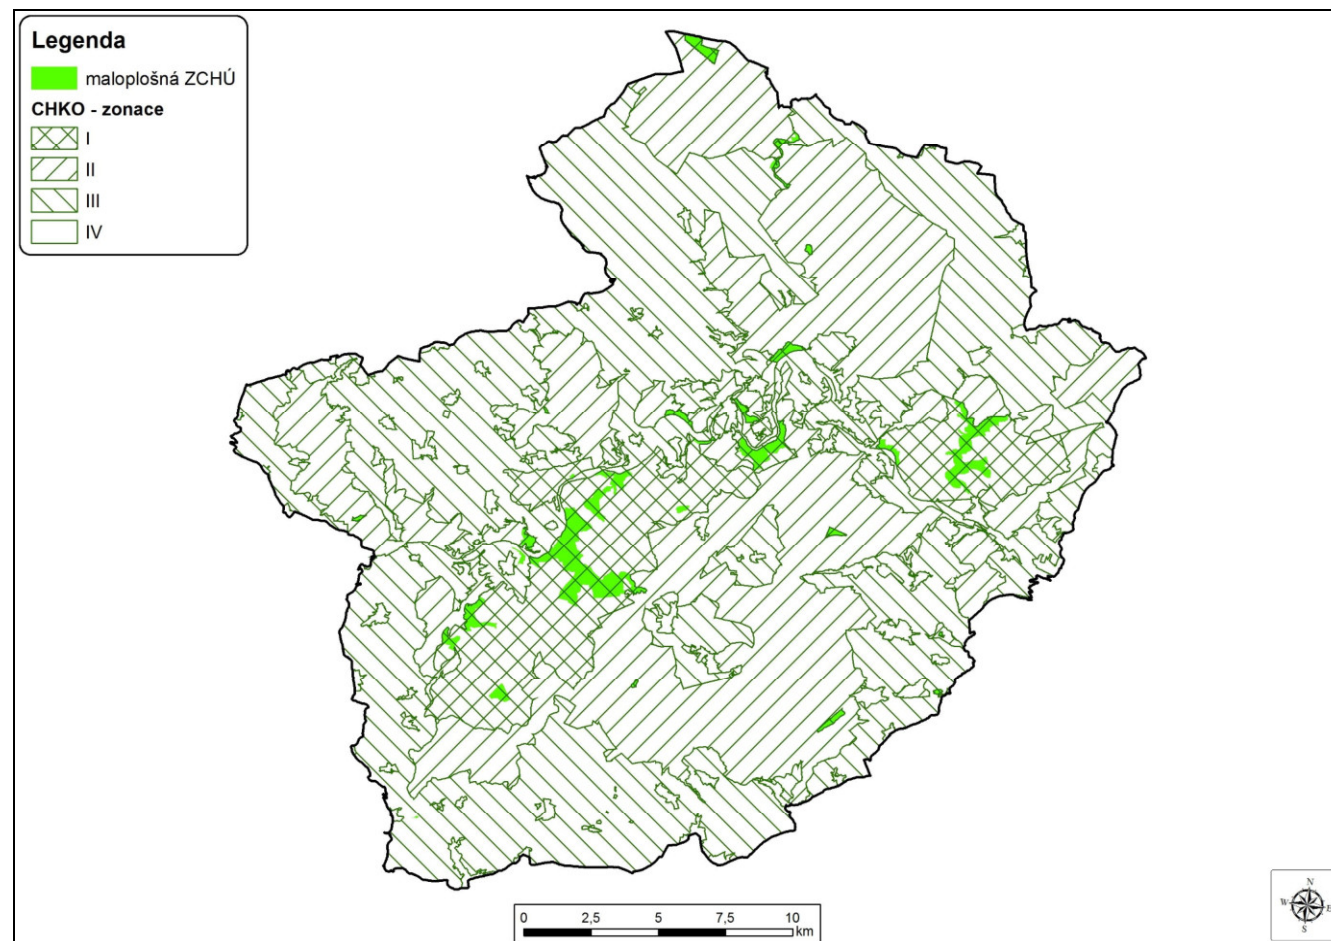 Legenda
maloplošná ZCHÚ
CHKO - zonace
I
II
III
IV
0 2,5 5 7,5 10
km
N
W E
S